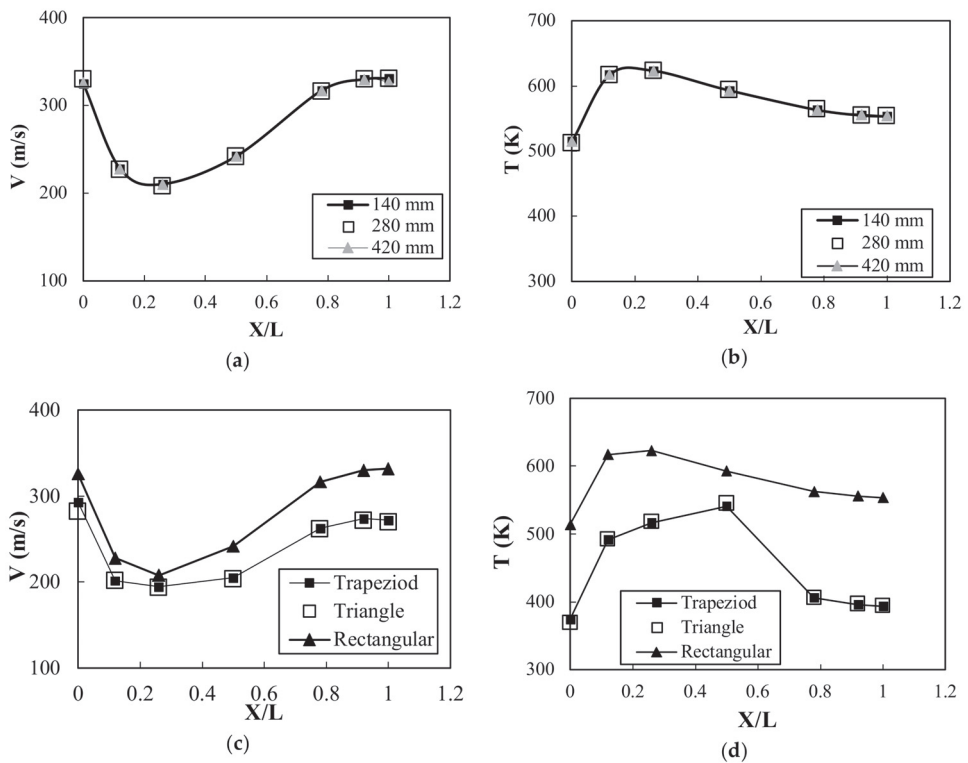 400
300
200
100
V (m/s)
0
0.2
0.4
0.6
0.8
1
1.2
X/L
140 mm
280 mm
420 mm
(a)
700
600
500
400
300
T (K)
0
0.2
0.4
0.6
0.8
1
1.2
X/L
140 mm
280 mm
420 mm
(b)
400
300
200
100
V (m/s)
0
0.2
0.4
0.6
0.8
1
1.2
X/L
Trapeziod
Triangle
Rectangular
(c)
700
600
500
400
300
T (K)
0
0.2
0.4
0.6
0.8
1
1.2
X/L
Trapeziod
Triangle
Rectangular
(d)